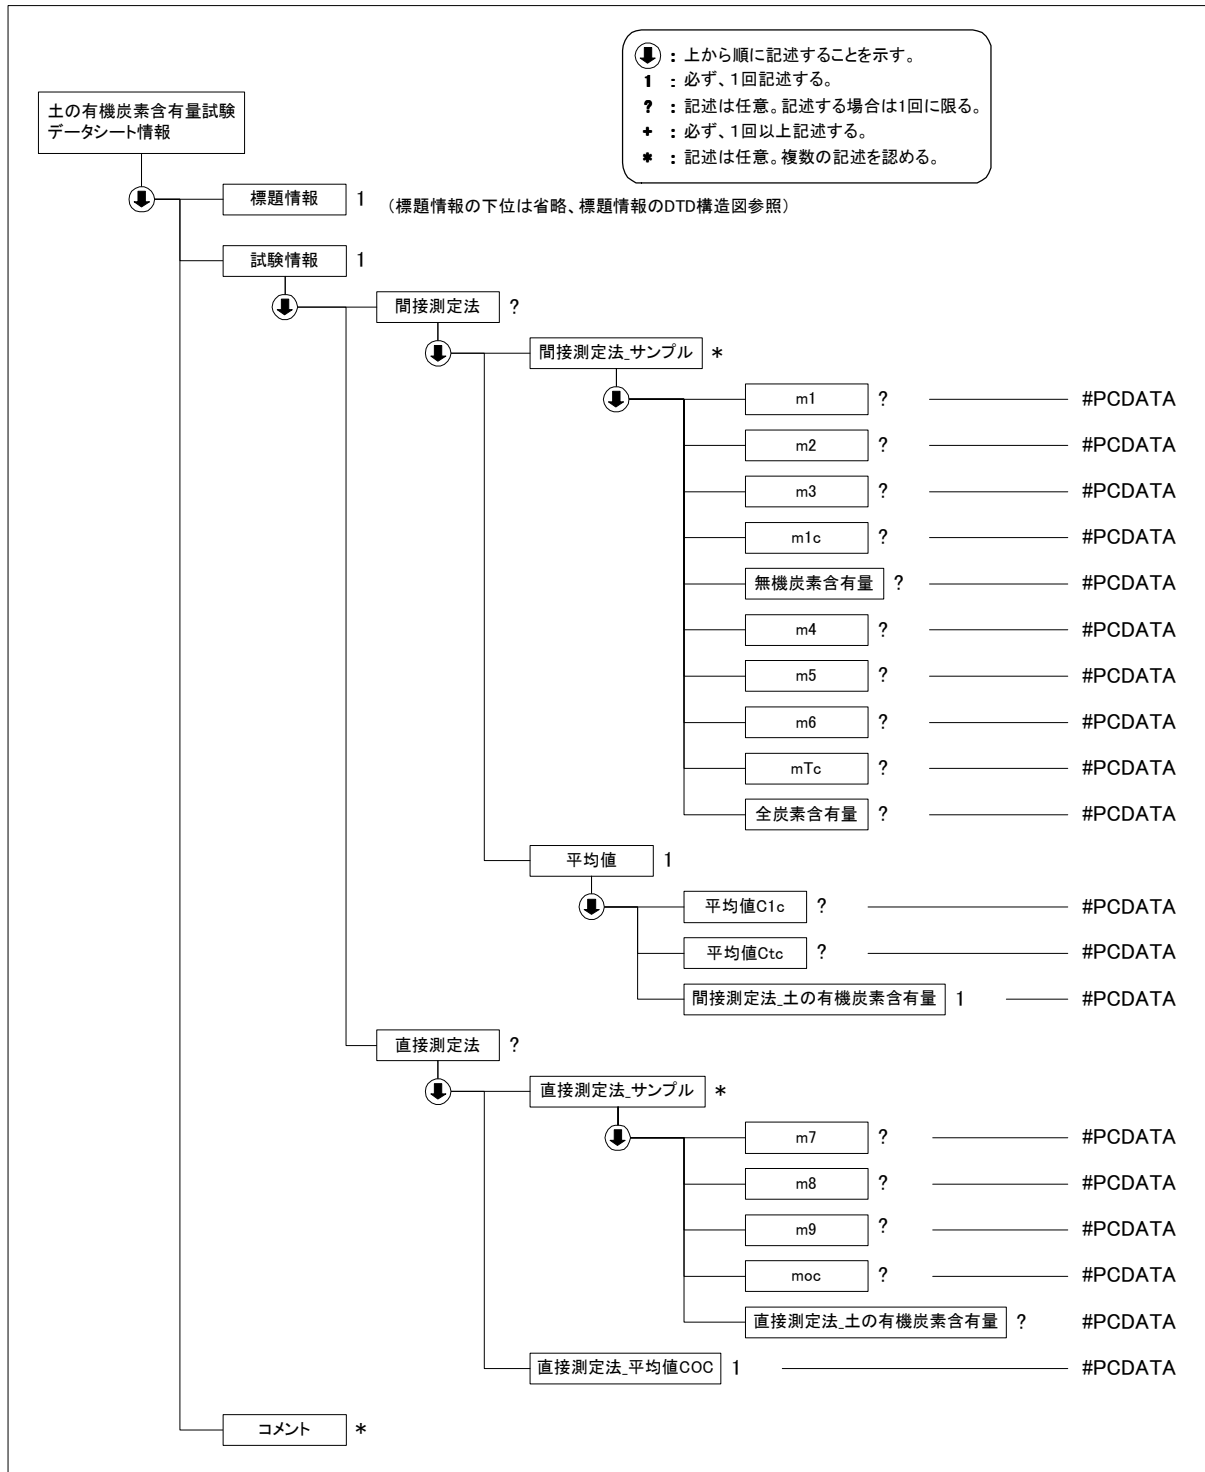 : 上から順に記述することを示す。
1 : 必ず、1回記述する。
? : 記述は任意。記述する場合は1回に限る。
+ : 必ず、1回以上記述する。
* : 記述は任意。複数の記述を認める。
土の有機炭素含有量試験
データシート情報
標題情報 1 (標題情報の下位は省略、標題情報のDTD構造図参照)
試験情報 1
間接測定法 ?
間接測定法_サンプル *
m1 ? #PCDATA
m2 ? #PCDATA
m3 ? #PCDATA
m1c ? #PCDATA
無機炭素含有量 ? #PCDATA
m4 ? #PCDATA
m5 ? #PCDATA
m6 ? #PCDATA
mTc ? #PCDATA
全炭素含有量 ? #PCDATA
平均値 1
平均値C1c ? #PCDATA
平均値Ctc ? #PCDATA
間接測定法_土の有機炭素含有量 1 #PCDATA
直接測定法 ?
直接測定法_サンプル *
m7 ? #PCDATA
m8 ? #PCDATA
m9 ? #PCDATA
moc ? #PCDATA
直接測定法_土の有機炭素含有量 ? #PCDATA
直接測定法_平均値COC 1 #PCDATA
コメント *